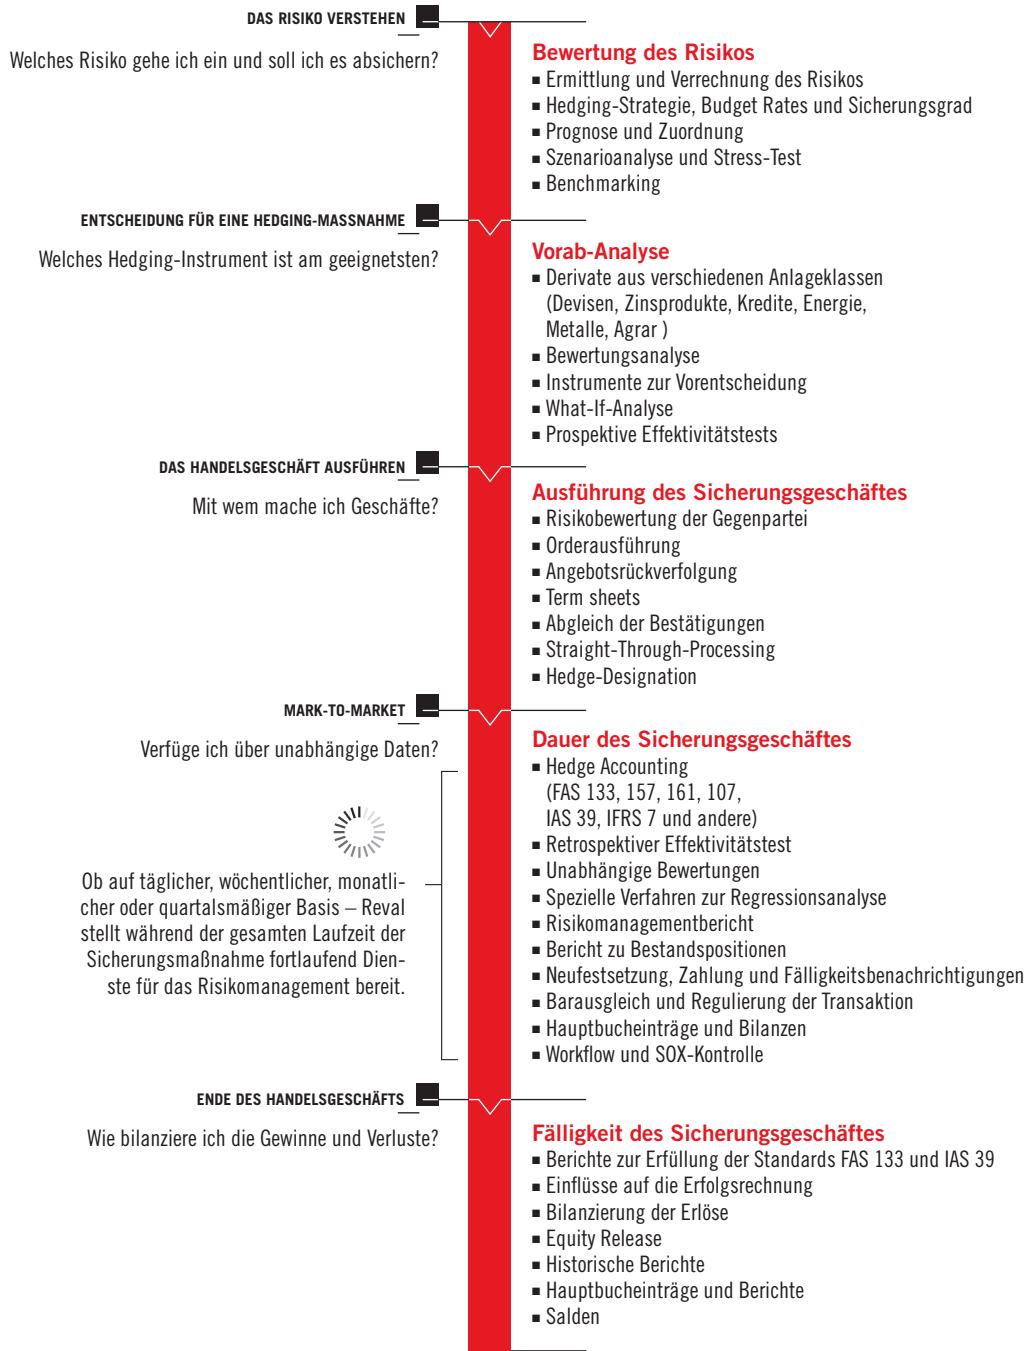 DAS RISIKO VERSTEHEN
Welches Risiko gehe ich ein und soll ich es absichern?
Bewertung des Risikos
■ Ermittlung und Verrechnung des Risikos
■ Hedging-Strategie, Budget Rates und Sicherungsgrad
■ Prognose und Zuordnung
■ Szenarioanalyse und Stress-Test
■ Benchmarking
ENTSCHEIDUNG FÜR EINE HEDGING-MASSNAHME
Welches Hedging-Instrument ist am geeignetsten?
Vorab-Analyse
■ Derivate aus verschiedenen Anlageklassen
(Devisen, Zinsprodukte, Kredite, Energie,
Metalle, Agrar )
■ Bewertungsanalyse
■ Instrumente zur Vorentscheidung
■ What-If-Analyse
■ Prospektive Effektivitätstests
DAS HANDELSGESCHÄFT AUSFÜHREN
Mit wem mache ich Geschäfte?
Ausführung des Sicherungsgeschäftes
■ Risikobewertung der Gegenpartei
■ Orderausführung
■ Angebotsrückverfolgung
■ Term sheets
■ Abgleich der Bestätigungen
■ Straight-Through-Processing
■ Hedge-Designation
MARK-TO-MARKET
Verfüge ich über unabhängige Daten?
Ob auf täglicher, wöchentlicher, monatli-
cher oder quartalsmäßiger Basis – Reval
stellt während der gesamten Laufzeit der
Sicherungsmaßnahme fortlaufend Dien-
ste für das Risikomanagement bereit.
Dauer des Sicherungsgeschäftes
■ Hedge Accounting
(FAS 133, 157, 161, 107,
IAS 39, IFRS 7 und andere)
■ Retrospektiver Effektivitätstest
■ Unabhängige Bewertungen
■ Spezielle Verfahren zur Regressionsanalyse
■ Risikomanagementbericht
■ Bericht zu Bestandspositionen
■ Neufestsetzung, Zahlung und Fälligkeitsbenachrichtigungen
■ Barausgleich und Regulierung der Transaktion
■ Hauptbucheinträge und Bilanzen
■ Workflow und SOX-Kontrolle
ENDE DES HANDELSGESCHÄFTS
Wie bilanziere ich die Gewinne und Verluste?
Fälligkeit des Sicherungsgeschäftes
■ Berichte zur Erfüllung der Standards FAS 133 und IAS 39
■ Einflüsse auf die Erfolgsrechnung
■ Bilanzierung der Erlöse
■ Equity Release
■ Historische Berichte
■ Hauptbucheinträge und Berichte
■ Salden